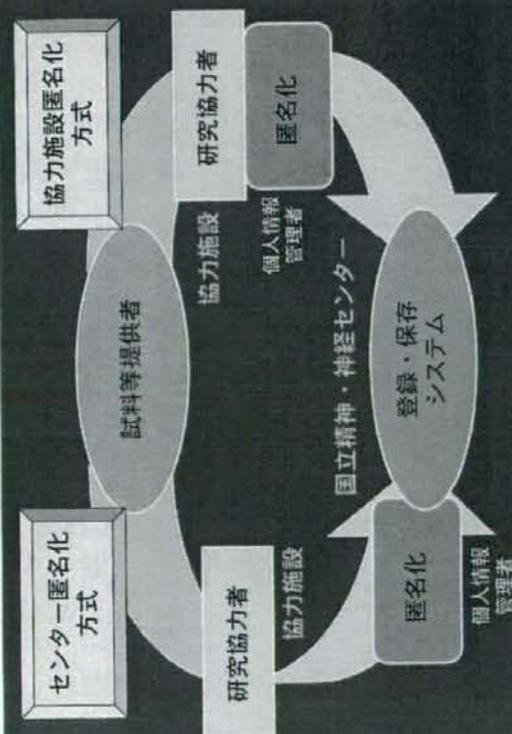 センター匿名化
方式
協力施設匿名化
方式
試料等提供者
研究協力者
協力施設
研究協力者
匿名化
協力施設
個人情報
管理者
国立精神・神経センター
匿名化
個人情報
管理者
登録・保存
システム